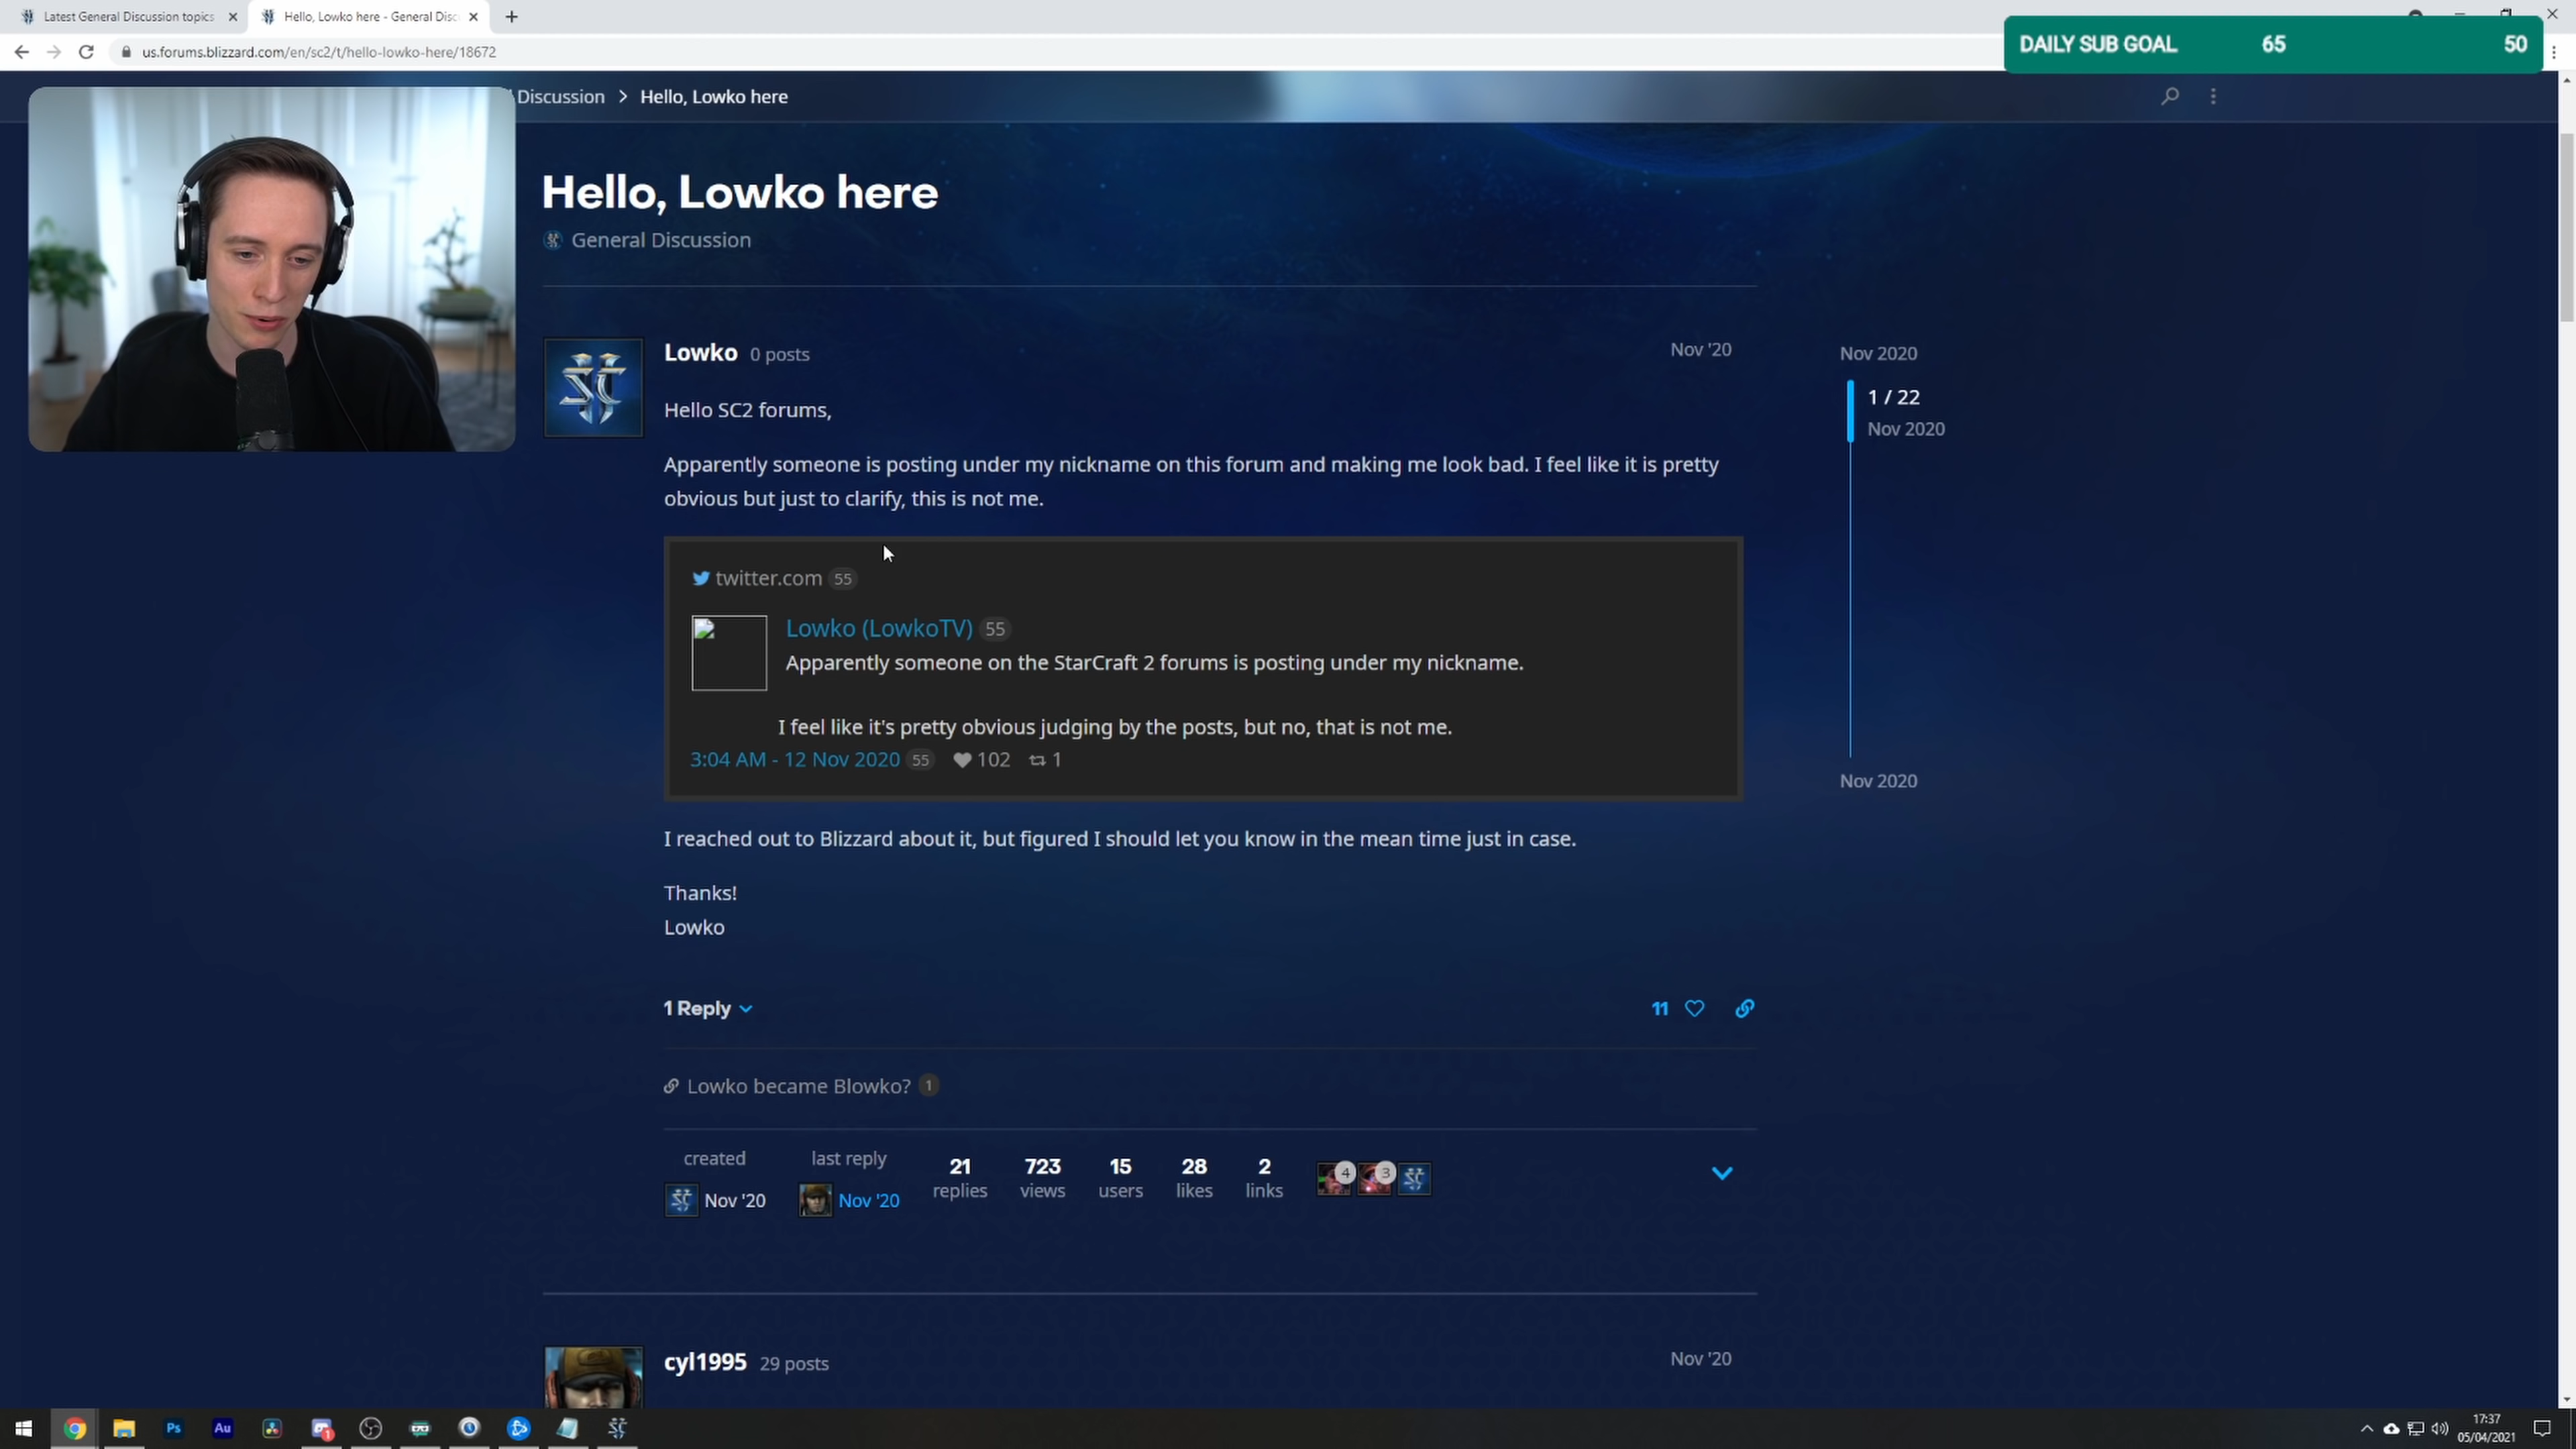 Latest General Discussion topics
Hello, Lowko here - General Disc
us.forums.blizzard.com/en/sc2/t/hello-lowko-here/18672
DAILY SUB GOAL 65 50
Discussion > Hello, Lowko here
Hello, Lowko here
General Discussion
Lowko 0 posts Nov '20
Hello SC2 forums,
Apparently someone is posting under my nickname on this forum and making me look bad. I feel like it is pretty
obvious but just to clarify, this is not me.
twitter.com 55
Lowko (LowkoTV) 55
Apparently someone on the StarCraft 2 forums is posting under my nickname.
I feel like it's pretty obvious judging by the posts, but no, that is not me.
3:04 AM - 12 Nov 2020 55 102 1
I reached out to Blizzard about it, but figured I should let you know in the mean time just in case.
Thanks!
Lowko
1 Reply 11
Lowko became Blowko? 1
created last reply 21 723 15 28 2 4 3
Nov '20 Nov '20 replies views users likes links
cyl1995 29 posts Nov '20
Nov 2020
1 / 22
Nov 2020
Nov 2020
Ps Au 1
17:37
05/04/2021